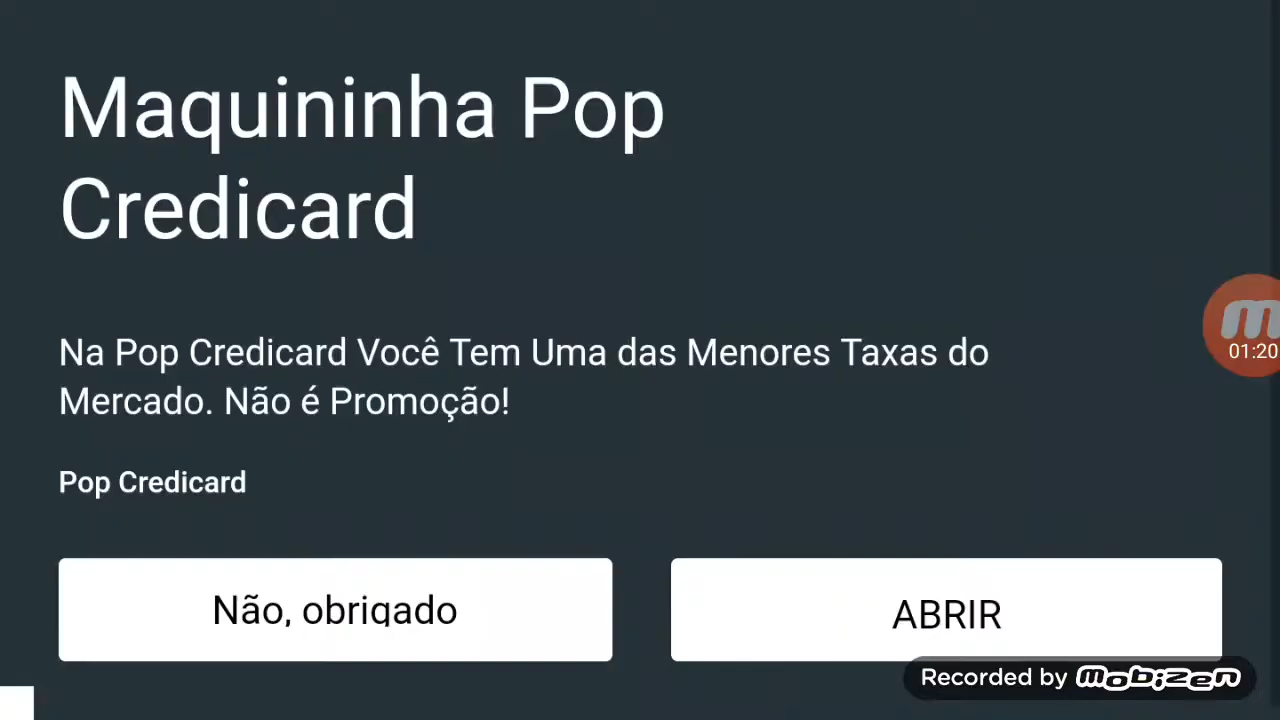 Maquininha Pop
Credicard
Na Pop Credicard Você Tem Uma das Menores Taxas do
Mercado. Não é Promoção!
Pop Credicard
Não, obrigado
ABRIR
01:20
Recorded by mobizen